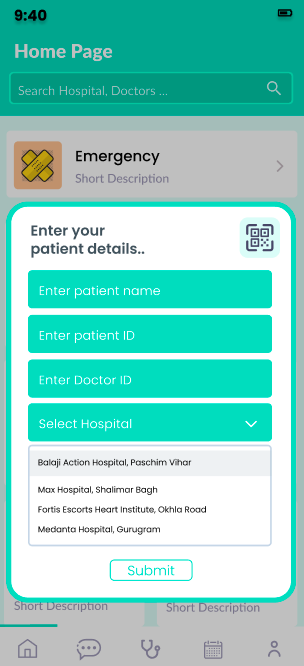 9:40
Home Page
Search Hospital, Doctors ...
Emergency
Short Description
Enter your
patient details..
Enter patient name
Enter patient ID
Enter Doctor ID
Select Hospital
Balaji Action Hospital, Paschim Vihar
Max Hospital, Shalimar Bagh
Fortis Escorts Heart Institute, Okhla Road
Medanta Hospital, Gurugram
Submit
Short Description
Short Description